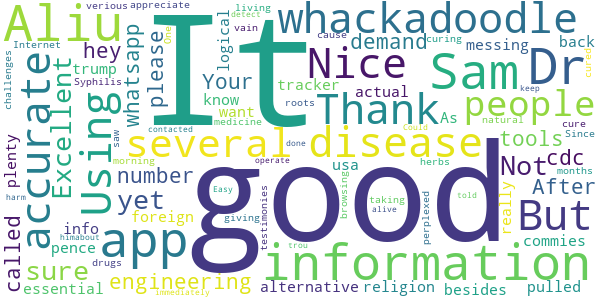 verious appreciate living
Aliu It whackadoodle
detect hey demand messing back
One vain cause curing
Internet trump please logical Nice Sam Dr
challenges accurate Excellent Using Whatsapp Your tracker actual
Syphilis know want medicine roots Thank As people
saw natural cured keep
several disease Could cure tools
contacted operate done herbs Since months
plenty yet number morning usa Not cdc
But After really
called info app good browsing taking alive perplexed told
harm pence foreign giving testimonies Easy trou
himabout sure information commies
essential drugs engineering alternative religion besides pulled
immediately